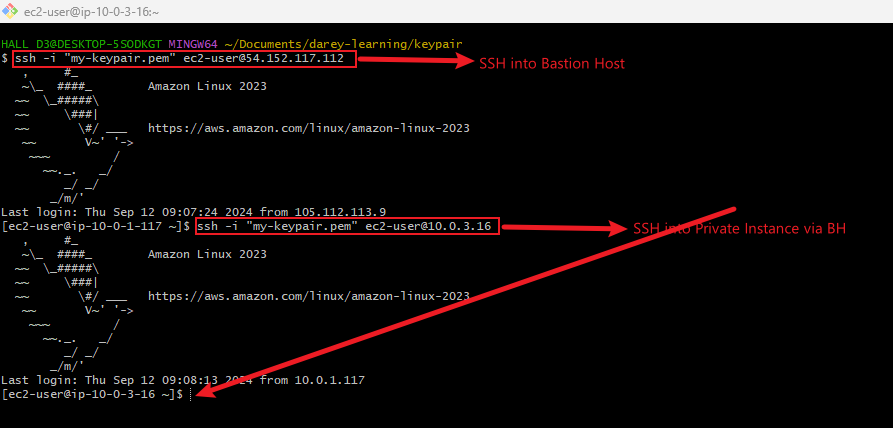 ec2-user@ip-10-0-3-16:~
HALL_D3@DESKTOP-5SODKGT MINGW64 ~/Documents/darey-learning/keypair
$ ssh -i "my-keypair.pem" ec2-user@54.152.117.112
SSH into Bastion Host
   ,     #_
   ~\_  ####_        Amazon Linux 2023
  ~~  \_#####\
  ~~     \###|
  ~~       \#/ ___   https://aws.amazon.com/linux/amazon-linux-2023
   ~~       V~' '->
    ~~~         /
      ~~._.   _/
         _/ _/
       _/m/'
Last login: Thu Sep 12 09:07:24 2024 from 105.112.113.9
[ec2-user@ip-10-0-1-117 ~]$ ssh -i "my-keypair.pem" ec2-user@10.0.3.16
SSH into Private Instance via BH
   ,     #_
   ~\_  ####_        Amazon Linux 2023
  ~~  \_#####\
  ~~     \###|
  ~~       \#/ ___   https://aws.amazon.com/linux/amazon-linux-2023
   ~~       V~' '->
    ~~~         /
      ~~._.   _/
         _/ _/
       _/m/'
Last login: Thu Sep 12 09:08:13 2024 from 10.0.1.117
[ec2-user@ip-10-0-3-16 ~]$